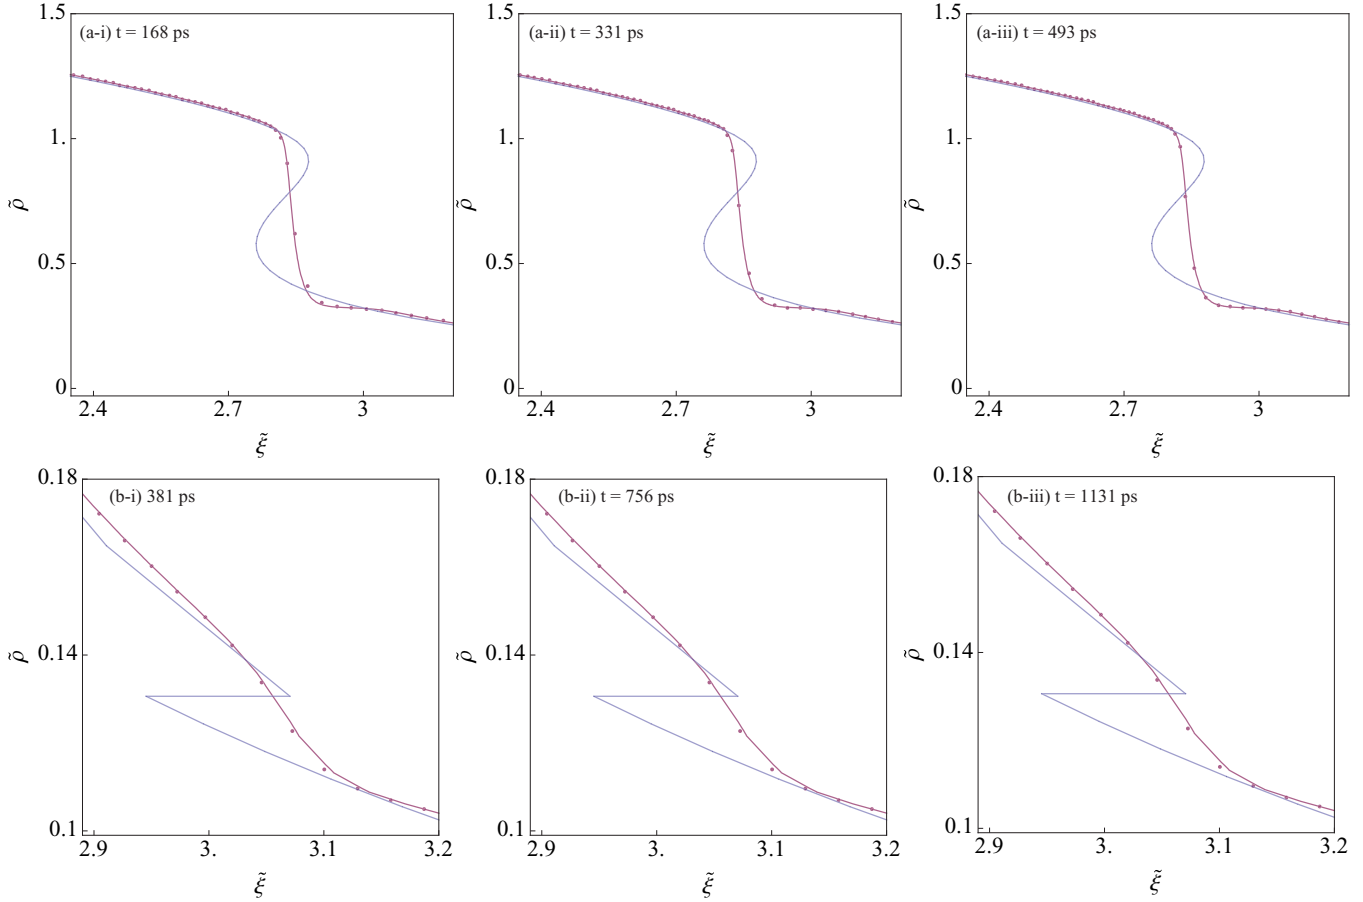 (a-i) t = 168 ps
1.5
1.
0.5
0
ρ̃
2.4 2.7 3
ξ̃
(a-ii) t = 331 ps
1.5
1.
0.5
0
ρ̃
2.4 2.7 3
ξ̃
(a-iii) t = 493 ps
1.5
1.
0.5
0
ρ̃
2.4 2.7 3
ξ̃
(b-i) 381 ps
0.18
0.14
0.1
ρ̃
2.9 3. 3.1 3.2
ξ̃
(b-ii) t = 756 ps
0.18
0.14
0.1
ρ̃
2.9 3. 3.1 3.2
ξ̃
(b-iii) t = 1131 ps
0.18
0.14
0.1
ρ̃
2.9 3. 3.1 3.2
ξ̃